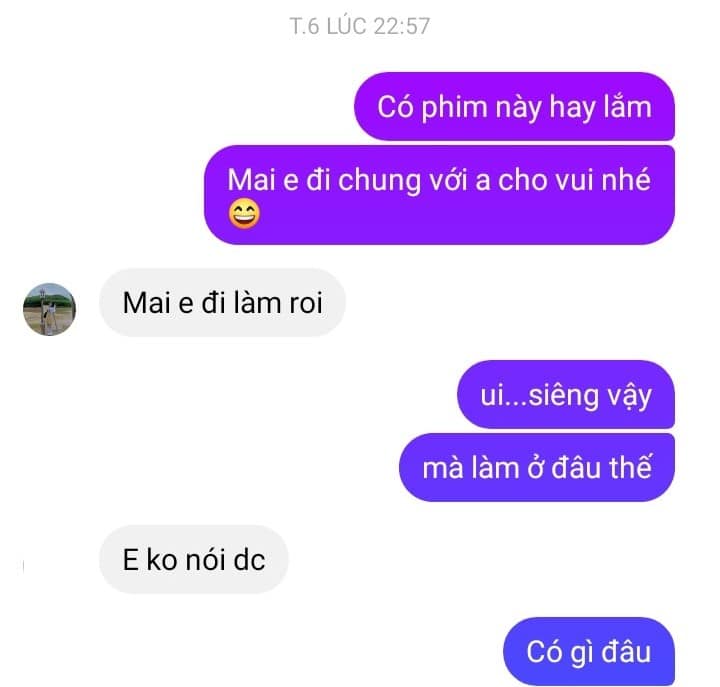 T.6 LÚC 22:57
Có phim này hay lắm
Mai e đi chung với a cho vui nhé
😄
Mai e đi làm roi
ui...siêng vậy
mà làm ở đâu thế
E ko nói dc
Có gì đâu